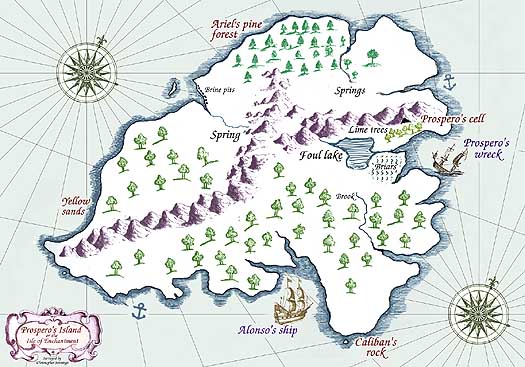 Ariel's pine
forest
Brine pits
Springs
Prospero's cell
Lime trees
Spring
Foul lake
Briars
Prospero's
wreck
Yellow
sands
Brook
Alonso's ship
Caliban's
rock
Prospero's Island
or the
Isle of Enchantment